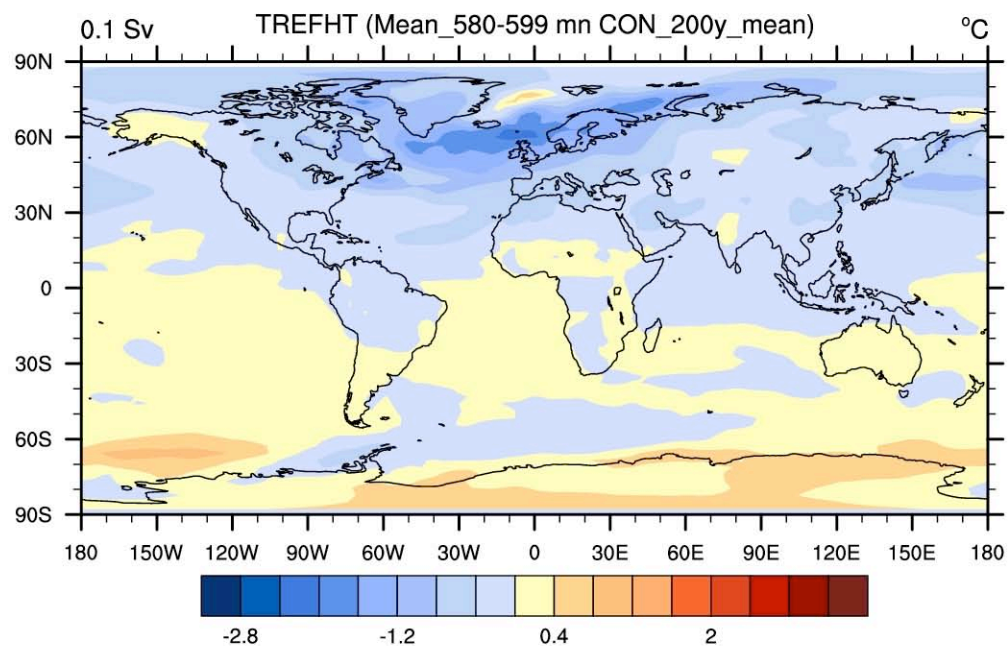 0.1 Sv TREFHT (Mean_580-599 mn CON_200y_mean) °C
90N
60N
30N
0
30S
60S
90S
180 150W 120W 90W 60W 30W 0 30E 60E 90E 120E 150E 180
-2.8 -1.2 0.4 2